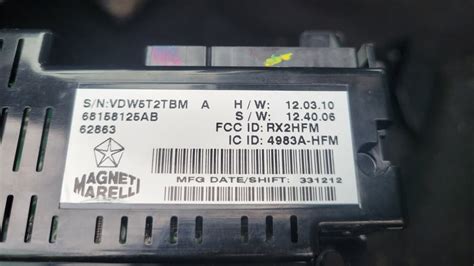 S/N:VDW5T2TBM A H/W: 12.03.10
68158125AB S/W: 12.40.06
62863 FCC ID: RX2HFM
IC ID: 4983A-HFM
MAGNETI
MARELLI
MFG DATE/SHIFT: 331212